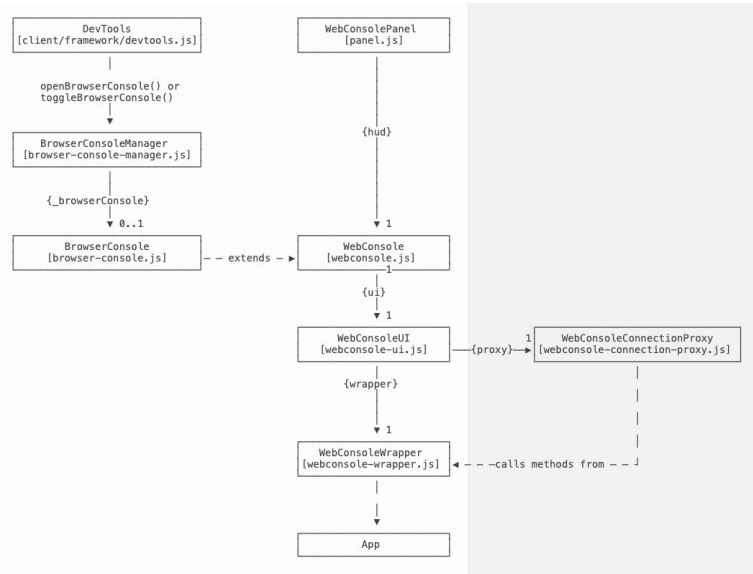 DevTools
[client/framework/devtools.js]
WebConsolePanel
[panel.js]
openBrowserConsole() or
toggleBrowserConsole()
{hud}
BrowserConsoleManager
[browser-console-manager.js]
{_browserConsole}
0..1
1
BrowserConsole
[browser-console.js]
extends
WebConsole
[webconsole.js]
1
{ui}
1
WebConsoleUI
[webconsole-ui.js]
{proxy}
1
WebConsoleConnectionProxy
[webconsole-connection-proxy.js]
{wrapper}
1
WebConsoleWrapper
[webconsole-wrapper.js]
calls methods from
App